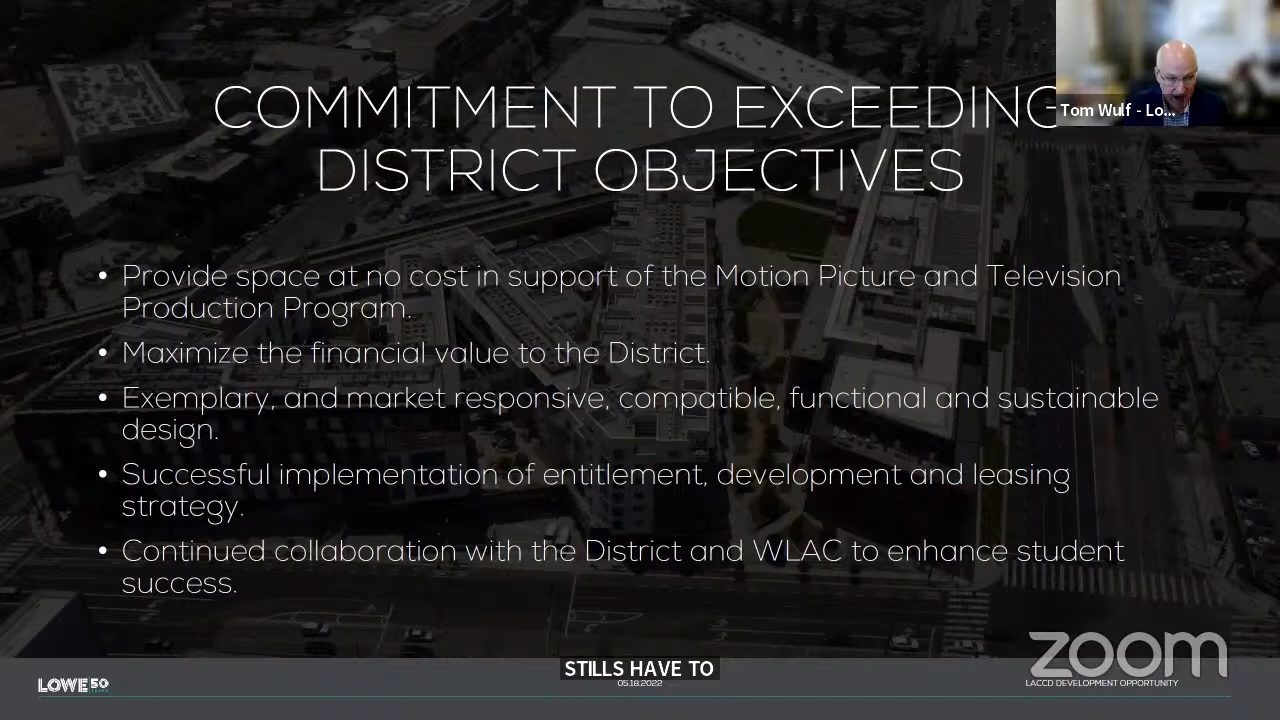 COMMITMENT TO EXCEEDING
DISTRICT OBJECTIVES
Tom Wulf - Lo...
• Provide space at no cost in support of the Motion Picture and Television
Production Program.
• Maximize the financial value to the District.
• Exemplary, and market responsive, compatible, functional and sustainable
design.
• Successful implementation of entitlement, development and leasing
strategy.
• Continued collaboration with the District and WLAC to enhance student
success.
zoom
STILLS HAVE TO
LOWE 50
05.18.2022
LACCD DEVELOPMENT OPPORTUNITY